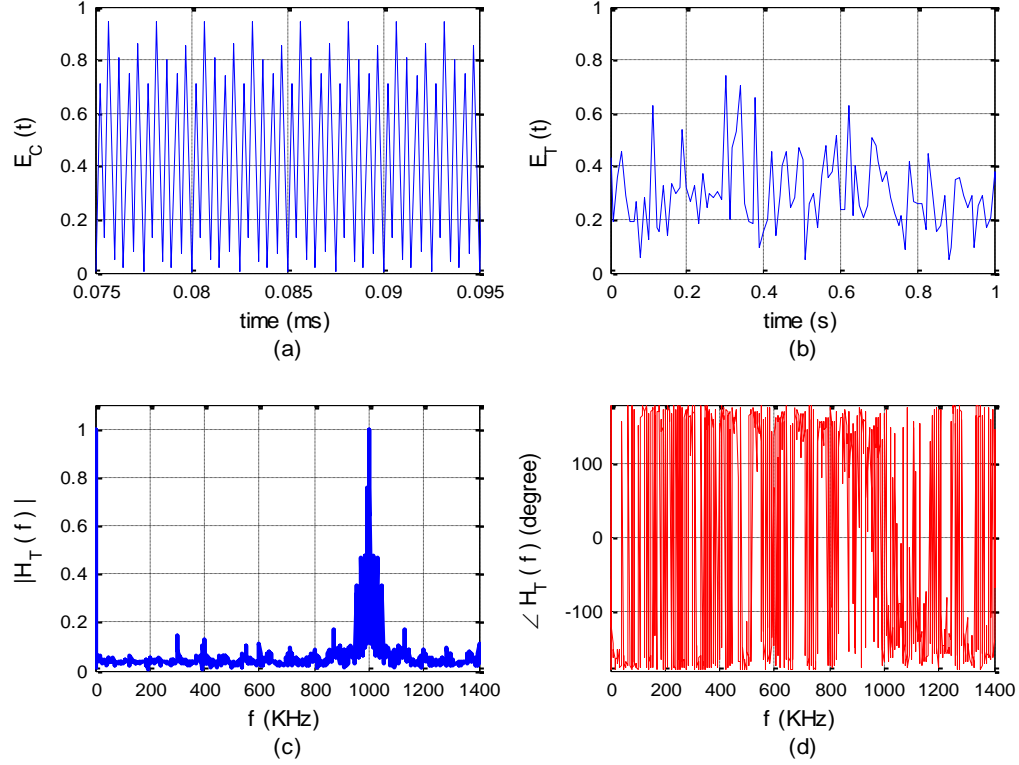 1
0.8
0.6
0.4
0.2
0
E_C (t)
0.075 0.08 0.085 0.09 0.095
time (ms)
(a)
1
0.8
0.6
0.4
0.2
0
E_T (t)
0 0.2 0.4 0.6 0.8 1
time (s)
(b)
1
0.8
0.6
0.4
0.2
0
|H_T ( f ) |
0 200 400 600 800 1000 1200 1400
f (KHz)
(c)
100
0
-100
∠ H_T ( f ) (degree)
0 200 400 600 800 1000 1200 1400
f (KHz)
(d)